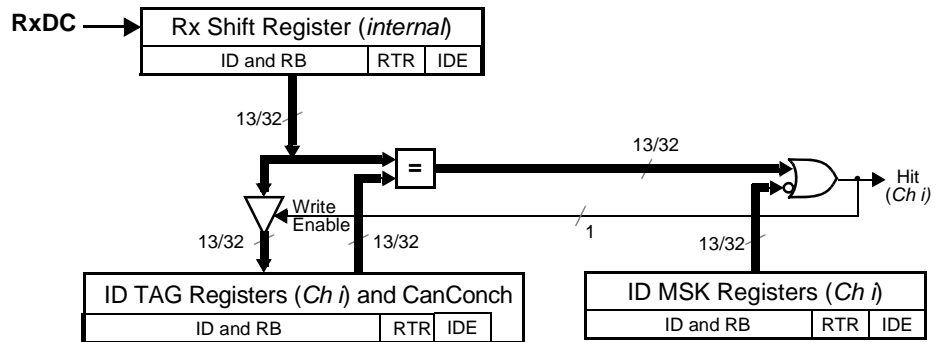 RxDC
Rx Shift Register (internal)
ID and RB RTR IDE
13/32
=
13/32
Hit
(Ch i)
Write
Enable
1
13/32
13/32
13/32
ID TAG Registers (Ch i) and CanConch
ID and RB RTR IDE
ID MSK Registers (Ch i)
ID and RB RTR IDE